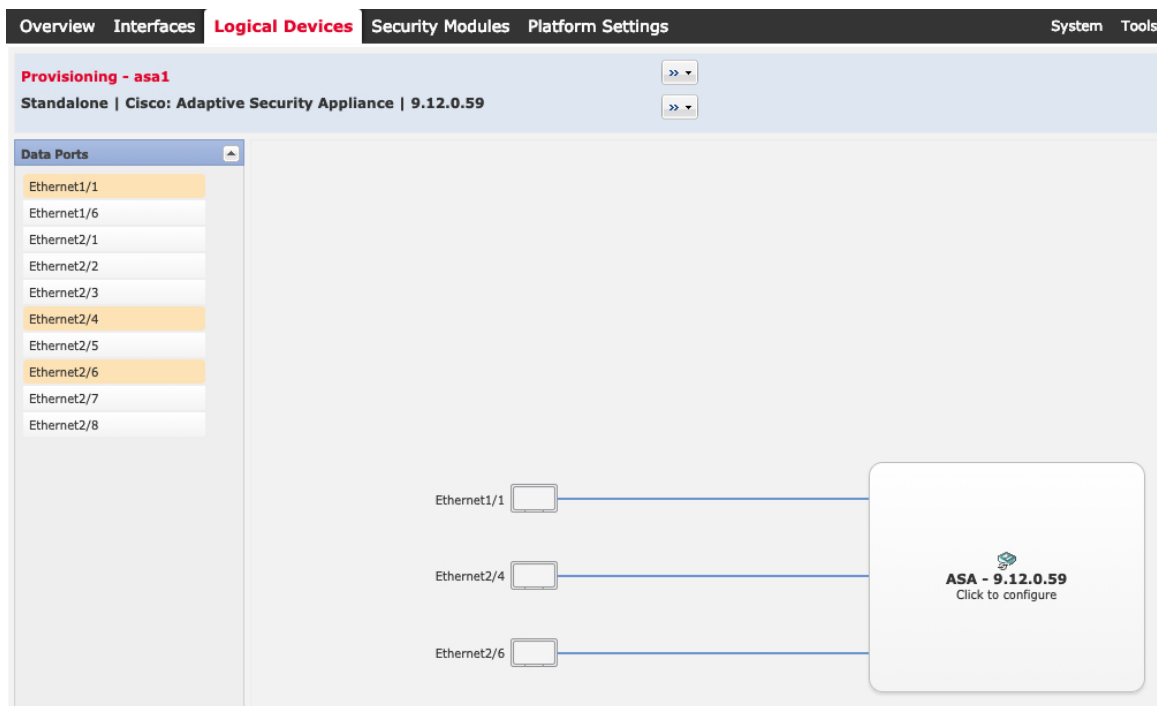 Overview Interfaces Logical Devices Security Modules Platform Settings System Tools
Provisioning - asa1
Standalone | Cisco: Adaptive Security Appliance | 9.12.0.59
Data Ports
Ethernet1/1
Ethernet1/6
Ethernet2/1
Ethernet2/2
Ethernet2/3
Ethernet2/4
Ethernet2/5
Ethernet2/6
Ethernet2/7
Ethernet2/8
Ethernet1/1
Ethernet2/4
Ethernet2/6
ASA - 9.12.0.59
Click to configure